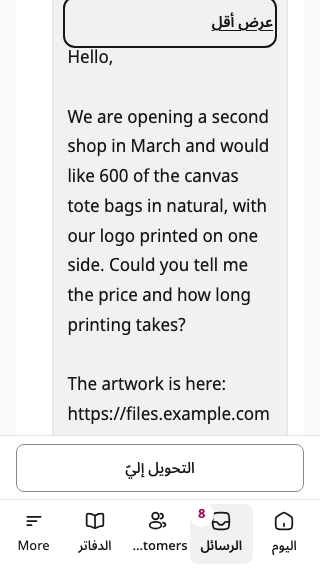 عرض أقل
Hello,
We are opening a second
shop in March and would
like 600 of the canvas
tote bags in natural, with
our logo printed on one
side. Could you tell me
the price and how long
printing takes?
The artwork is here:
https://files.example.com
التحويل إليّ
اليوم
الرسائل
8
...tomers
الدفاتر
More